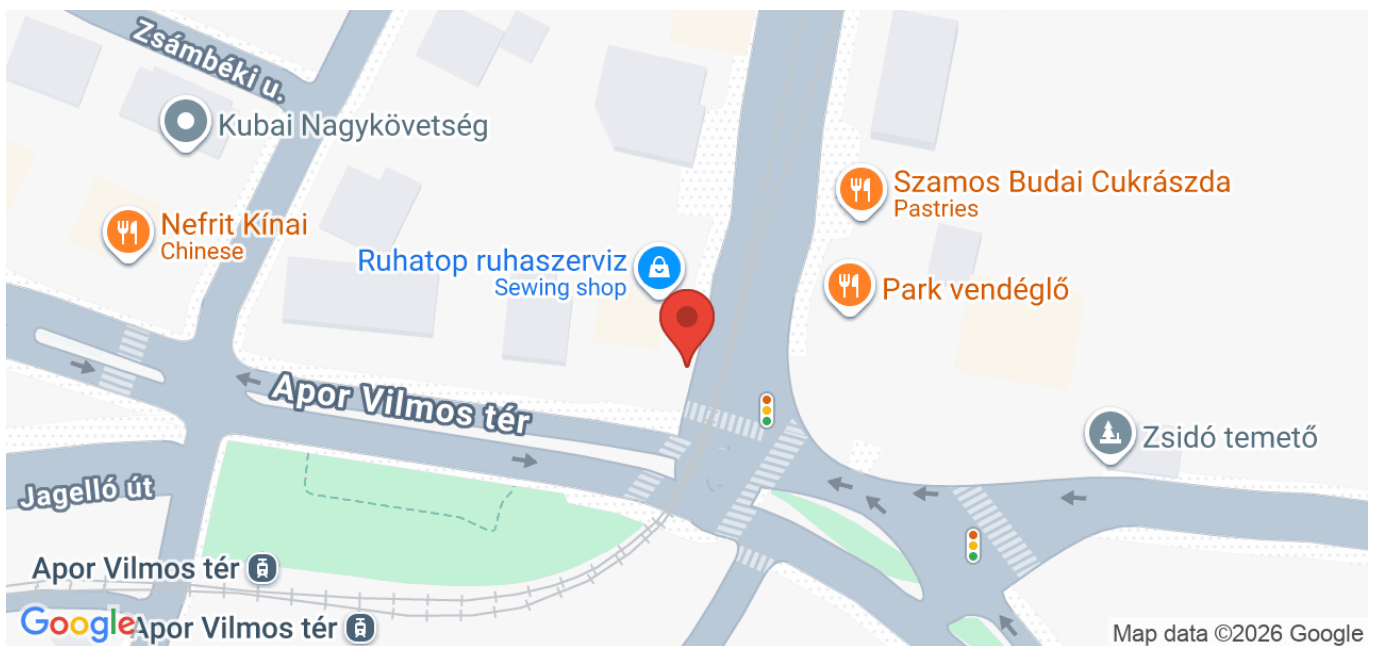 Zsámbéki u.
Kubai Nagykövetség
Szamos Budai Cukrászda
Pastries
Nefrit Kínai
Chinese
Ruhatop ruhaszerviz
Sewing shop
Park vendéglő
Apor Vilmos tér
Zsidó temető
Jagelló út
Apor Vilmos tér
Google
Apor Vilmos tér
Map data ©2026 Google